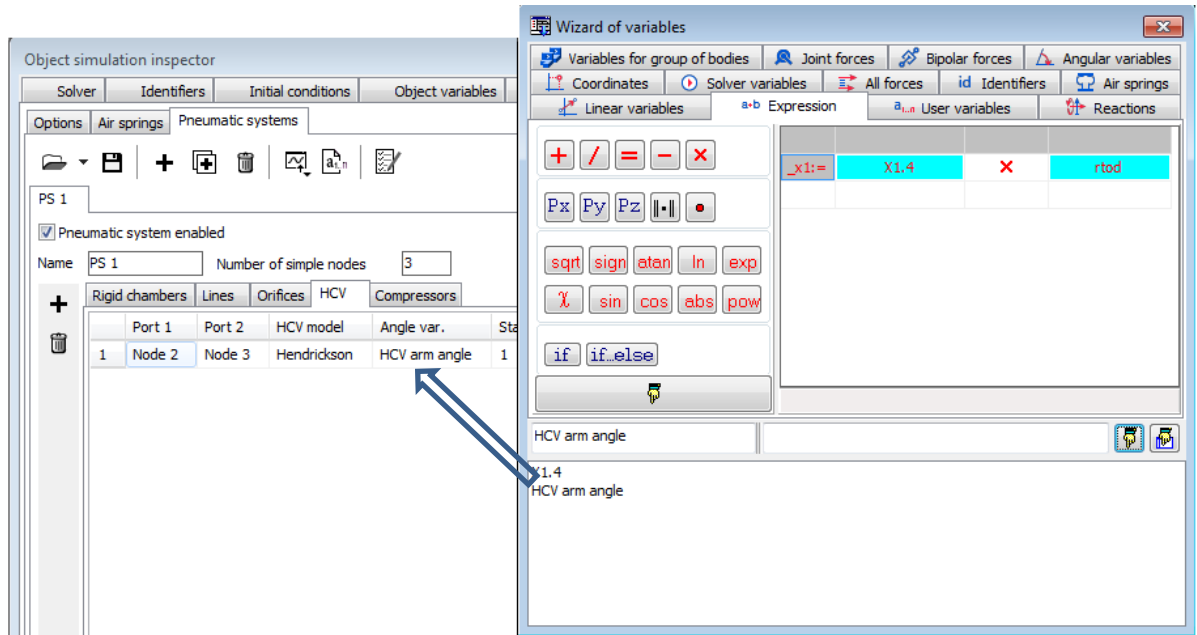 Object simulation inspector
Solver Identifiers Initial conditions Object variables
Options Air springs Pneumatic systems
PS 1
Pneumatic system enabled
Name PS 1 Number of simple nodes 3
Rigid chambers Lines Orifices HCV Compressors
Port 1 Port 2 HCV model Angle var. Sta
1 Node 2 Node 3 Hendrickson HCV arm angle 1
Wizard of variables
Variables for group of bodies Joint forces Bipolar forces Angular variables
Coordinates Solver variables All forces id Identifiers Air springs
Linear variables a+b Expression User variables Reactions
+ / = − ×
_x1:= X1.4 × rtod
Px Py Pz ‖•‖ •
sqrt sign atan ln exp
χ sin cos abs pow
if if…else
HCV arm angle
X1.4
HCV arm angle